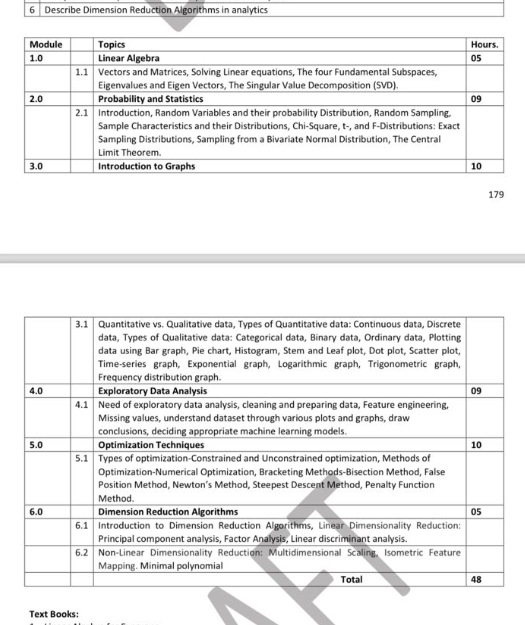 6 Describe Dimension Reduction Algorithms in analytics
Module Topics Hours.
1.0 Linear Algebra 05
1.1 Vectors and Matrices, Solving Linear equations, The four Fundamental Subspaces,
Eigenvalues and Eigen Vectors, The Singular Value Decomposition (SVD).
2.0 Probability and Statistics 09
2.1 Introduction, Random Variables and their probability Distribution, Random Sampling,
Sample Characteristics and their Distributions, Chi-Square, t-, and F-Distributions: Exact
Sampling Distributions, Sampling from a Bivariate Normal Distribution, The Central
Limit Theorem.
3.0 Introduction to Graphs 10
179
3.1 Quantitative vs. Qualitative data, Types of Quantitative data: Continuous data, Discrete
data, Types of Qualitative data: Categorical data, Binary data, Ordinary data, Plotting
data using Bar graph, Pie chart, Histogram, Stem and Leaf plot, Dot plot, Scatter plot,
Time-series graph, Exponential graph, Logarithmic graph, Trigonometric graph,
Frequency distribution graph.
4.0 Exploratory Data Analysis 09
4.1 Need of exploratory data analysis, cleaning and preparing data, Feature engineering,
Missing values, understand dataset through various plots and graphs, draw
conclusions, deciding appropriate machine learning models.
5.0 Optimization Techniques 10
5.1 Types of optimization-Constrained and Unconstrained optimization, Methods of
Optimization-Numerical Optimization, Bracketing Methods-Bisection Method, False
Position Method, Newton's Method, Steepest Descent Method, Penalty Function
Method.
6.0 Dimension Reduction Algorithms 05
6.1 Introduction to Dimension Reduction Algorithms, Linear Dimensionality Reduction:
Principal component analysis, Factor Analysis, Linear discriminant analysis.
6.2 Non-Linear Dimensionality Reduction: Multidimensional Scaling, Isometric Feature
Mapping. Minimal polynomial
Total 48
Text Books: